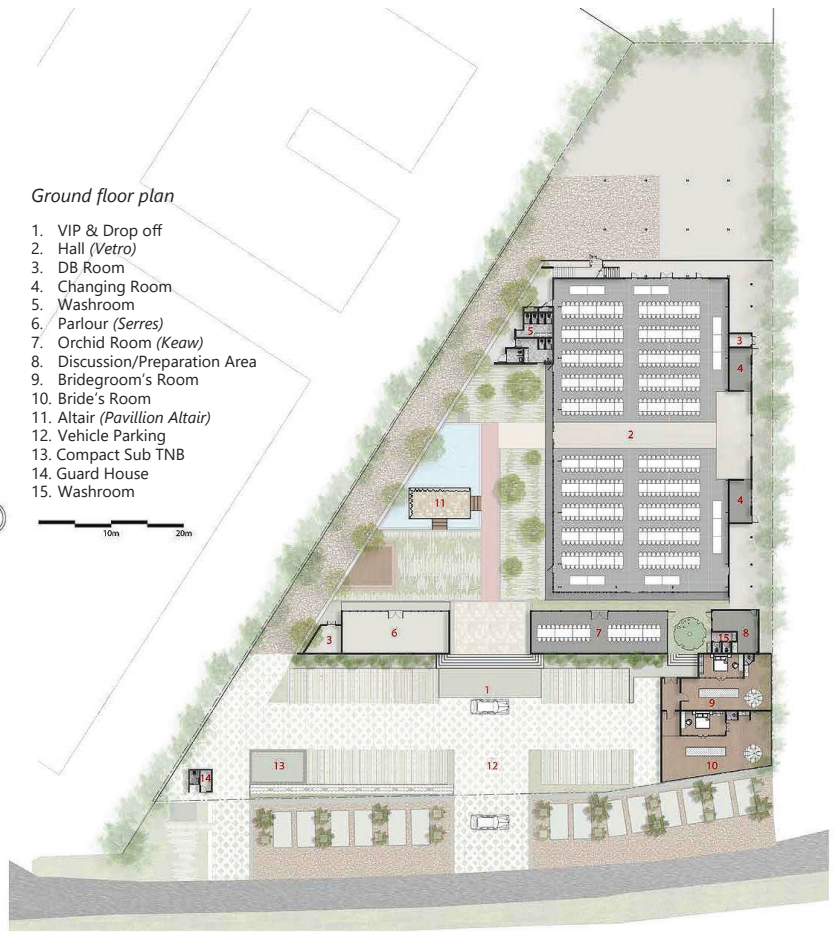 Ground floor plan
1. VIP & Drop off
2. Hall (Vetro)
3. DB Room
4. Changing Room
5. Washroom
6. Parlour (Serres)
7. Orchid Room (Keaw)
8. Discussion/Preparation Area
9. Bridegroom's Room
10. Bride's Room
11. Altair (Pavillion Altair)
12. Vehicle Parking
13. Compact Sub TNB
14. Guard House
15. Washroom
10m 20m
5
3
4
2
11
4
3
6
7
15
8
1
9
13
12
14
10